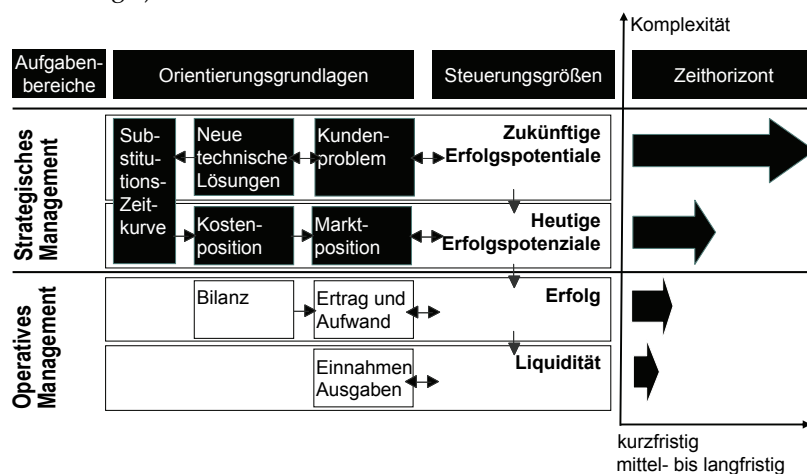 Komplexität
Aufgaben-
bereiche
Orientierungsgrundlagen
Steuerungsgrößen
Zeithorizont
Strategisches
Management
Sub-
stitu-
tions-
Zeit-
kurve
Neue
technische
Lösungen
Kunden-
problem
Zukünftige
Erfolgspotentiale
Kosten-
position
Markt-
position
Heutige
Erfolgspotenziale
Operatives
Management
Bilanz
Ertrag und
Aufwand
Erfolg
Einnahmen
Ausgaben
Liquidität
kurzfristig
mittel- bis langfristig